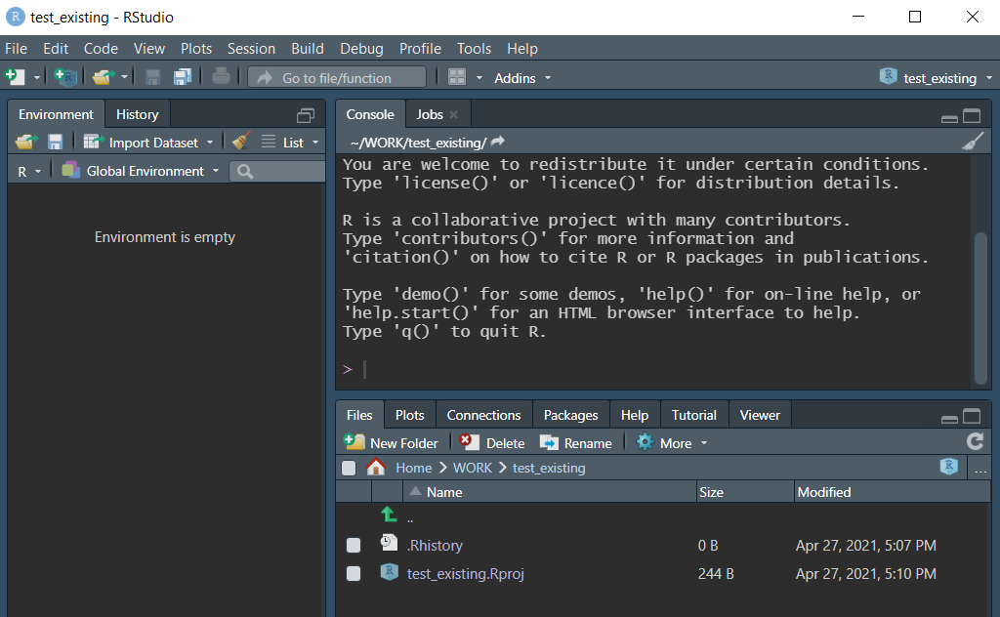 test_existing - RStudio
File Edit Code View Plots Session Build Debug Profile Tools Help
Go to file/function Addins test_existing
Environment History
Import Dataset List
R Global Environment
Environment is empty
Console Jobs
~/WORK/test_existing/
You are welcome to redistribute it under certain conditions.
Type 'license()' or 'licence()' for distribution details.
R is a collaborative project with many contributors.
Type 'contributors()' for more information and
'citation()' on how to cite R or R packages in publications.
Type 'demo()' for some demos, 'help()' for on-line help, or
'help.start()' for an HTML browser interface to help.
Type 'q()' to quit R.
>
Files Plots Connections Packages Help Tutorial Viewer
New Folder Delete Rename More
Home WORK test_existing ...
Name Size Modified
..
.Rhistory 0 B Apr 27, 2021, 5:07 PM
test_existing.Rproj 244 B Apr 27, 2021, 5:10 PM